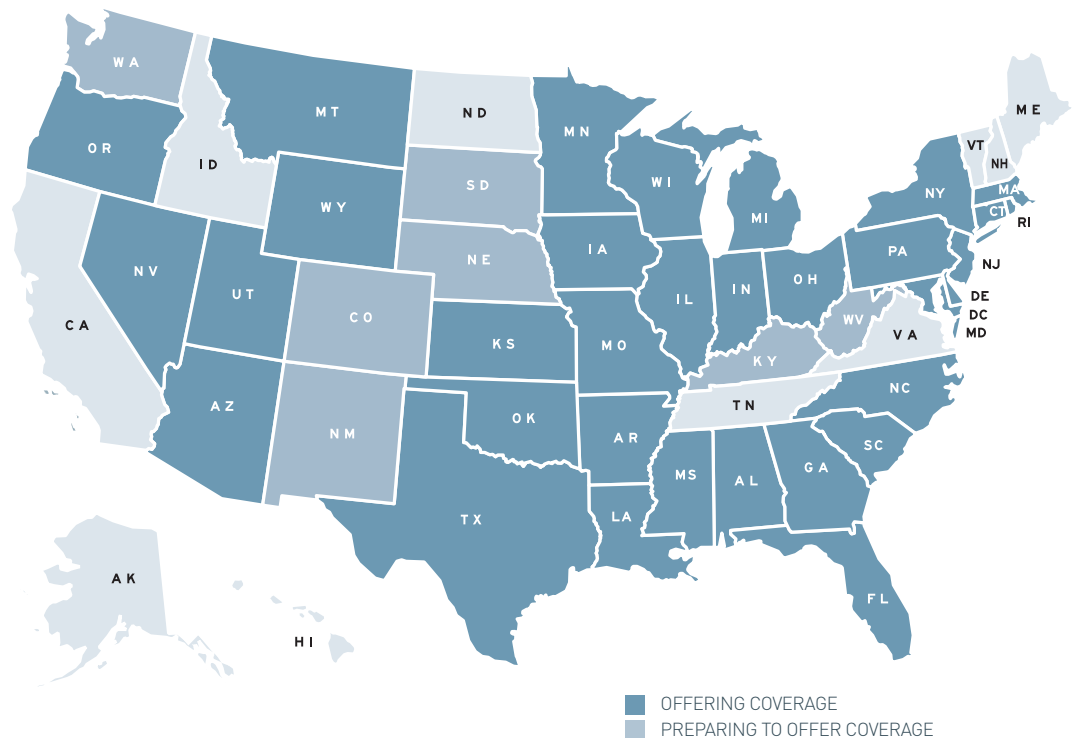 WA
MT
ND
MN
ME
VT
NH
OR
ID
SD
WI
MI
NY
MA
CT
RI
WY
NV
UT
NE
IA
PA
NJ
CA
CO
KS
MO
IL
IN
OH
WV
VA
DE
DC
MD
KY
AZ
NM
OK
AR
TN
NC
SC
TX
LA
MS
AL
GA
FL
AK
HI
OFFERING COVERAGE
PREPARING TO OFFER COVERAGE